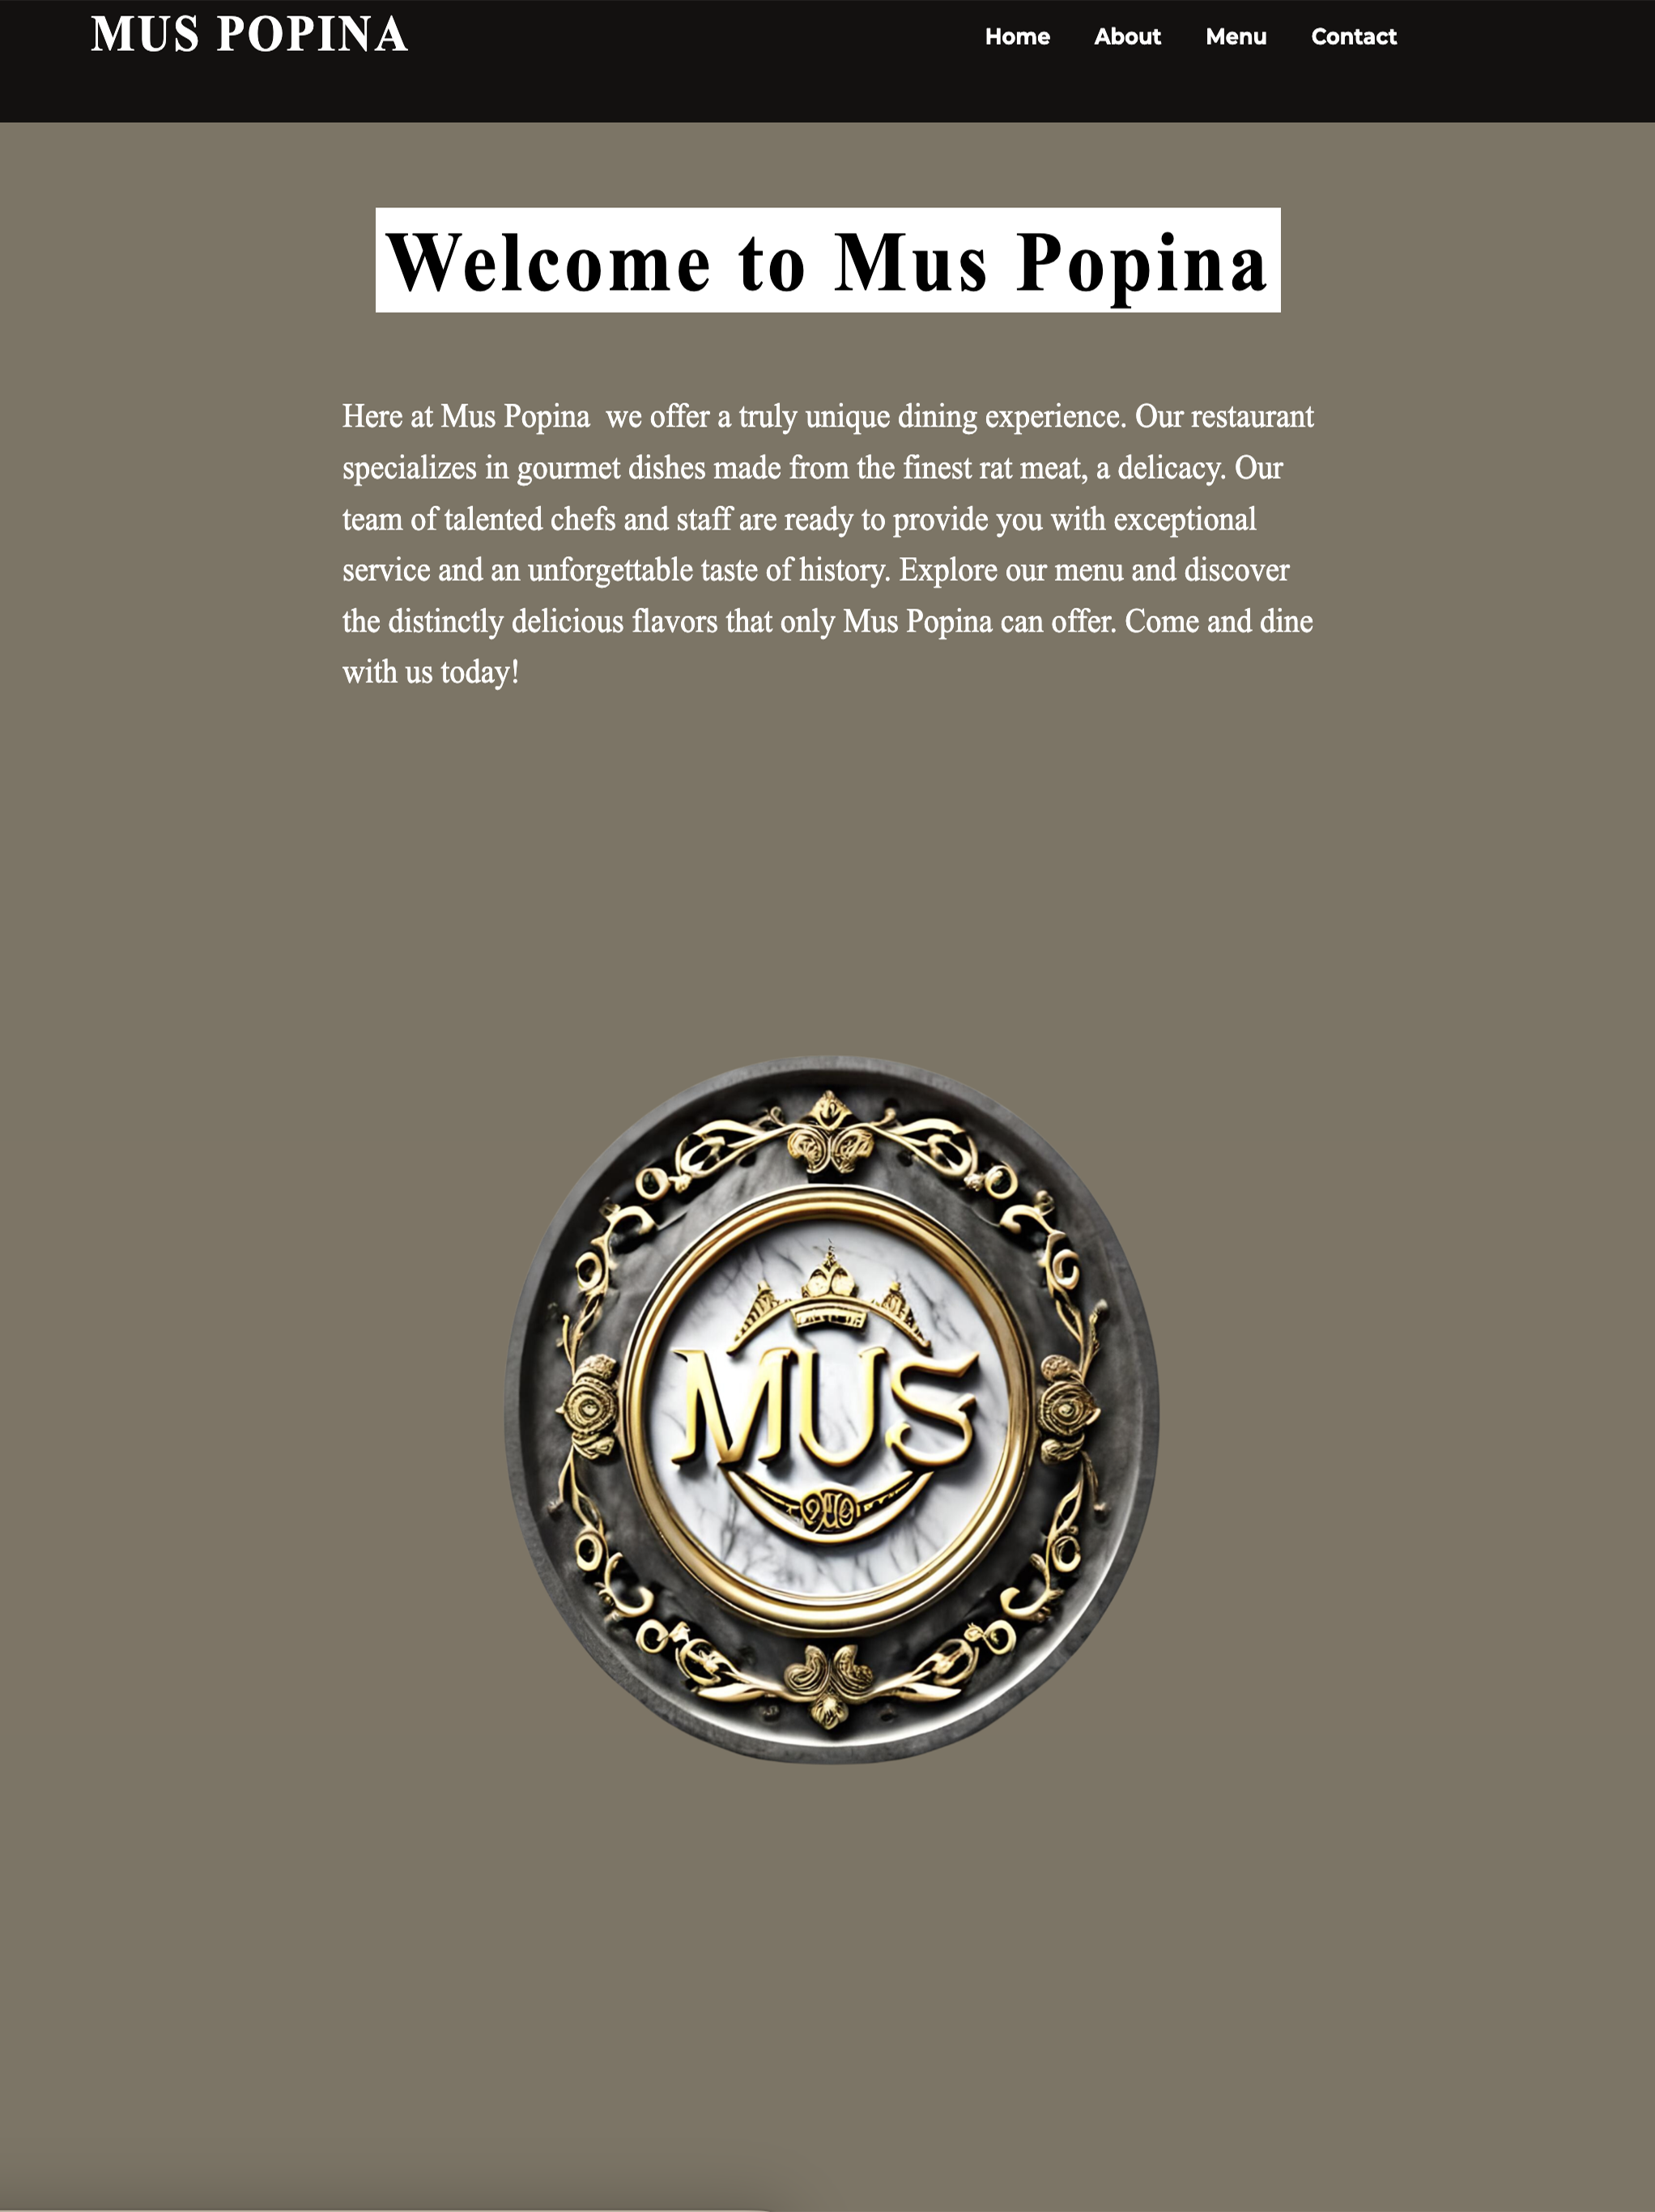 MUS POPINA
Home About Menu Contact
Welcome to Mus Popina
Here at Mus Popina  we offer a truly unique dining experience. Our restaurant
specializes in gourmet dishes made from the finest rat meat, a delicacy. Our
team of talented chefs and staff are ready to provide you with exceptional
service and an unforgettable taste of history. Explore our menu and discover
the distinctly delicious flavors that only Mus Popina can offer. Come and dine
with us today!
MUS